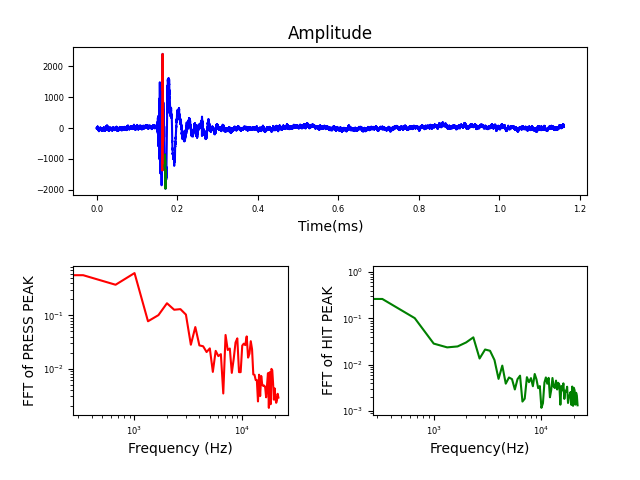 Amplitude
2000
1000
0
−1000
−2000
0.0 0.2 0.4 0.6 0.8 1.0 1.2
Time(ms)
FFT of PRESS PEAK
10⁻¹
10⁻²
10³ 10⁴
Frequency (Hz)
FFT of HIT PEAK
10⁰
10⁻¹
10⁻²
10⁻³
10³ 10⁴
Frequency(Hz)